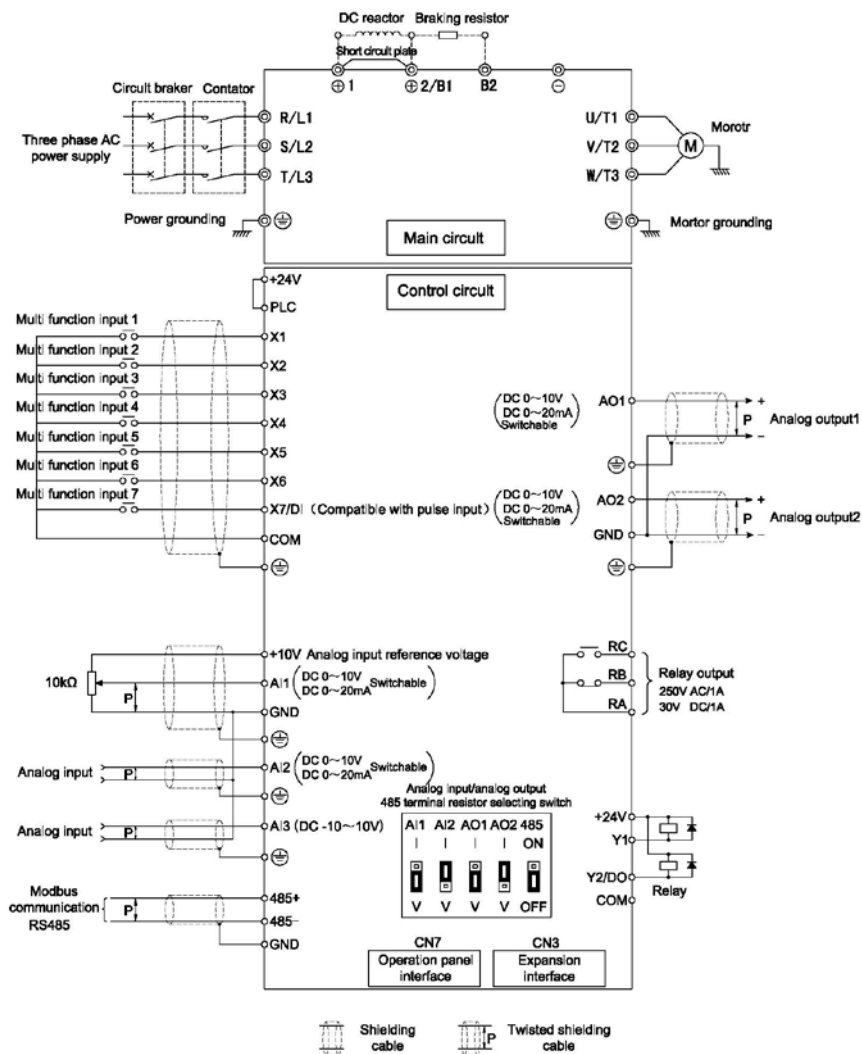 DC reactor
Braking resistor
Short circuit plate
⊕ 1
⊕ 2/B1
B2
⊖
Circuit braker
Contator
R/L1
S/L2
T/L3
Three phase AC
power supply
Power grounding
U/T1
V/T2
W/T3
M
Morotr
Mortor grounding
Main circuit
Control circuit
+24V
PLC
Multi function input 1
X1
Multi function input 2
X2
Multi function input 3
X3
Multi function input 4
X4
Multi function input 5
X5
Multi function input 6
X6
Multi function input 7
X7/DI (Compatible with pulse input)
COM
DC 0~10V
DC 0~20mA
Switchable
AO1
+
P
−
Analog output1
DC 0~10V
DC 0~20mA
Switchable
AO2
GND
+
P
−
Analog output2
+10V Analog input reference voltage
10kΩ
P
AI1
DC 0~10V
DC 0~20mA
Switchable
GND
Analog input
P
AI2
DC 0~10V
DC 0~20mA
Switchable
Analog input
P
AI3 (DC -10~10V)
Modbus
communication
RS485
P
485+
485−
GND
RC
RB
RA
Relay output
250V AC/1A
30V DC/1A
Analog input/analog output
485 terminal resistor selecting switch
AI1 AI2 AO1 AO2 485
I I I I ON
V V V V OFF
+24V
Y1
Y2/DO
COM
Relay
CN7
Operation panel
interface
CN3
Expansion
interface
Shielding
cable
P
Twisted shielding
cable